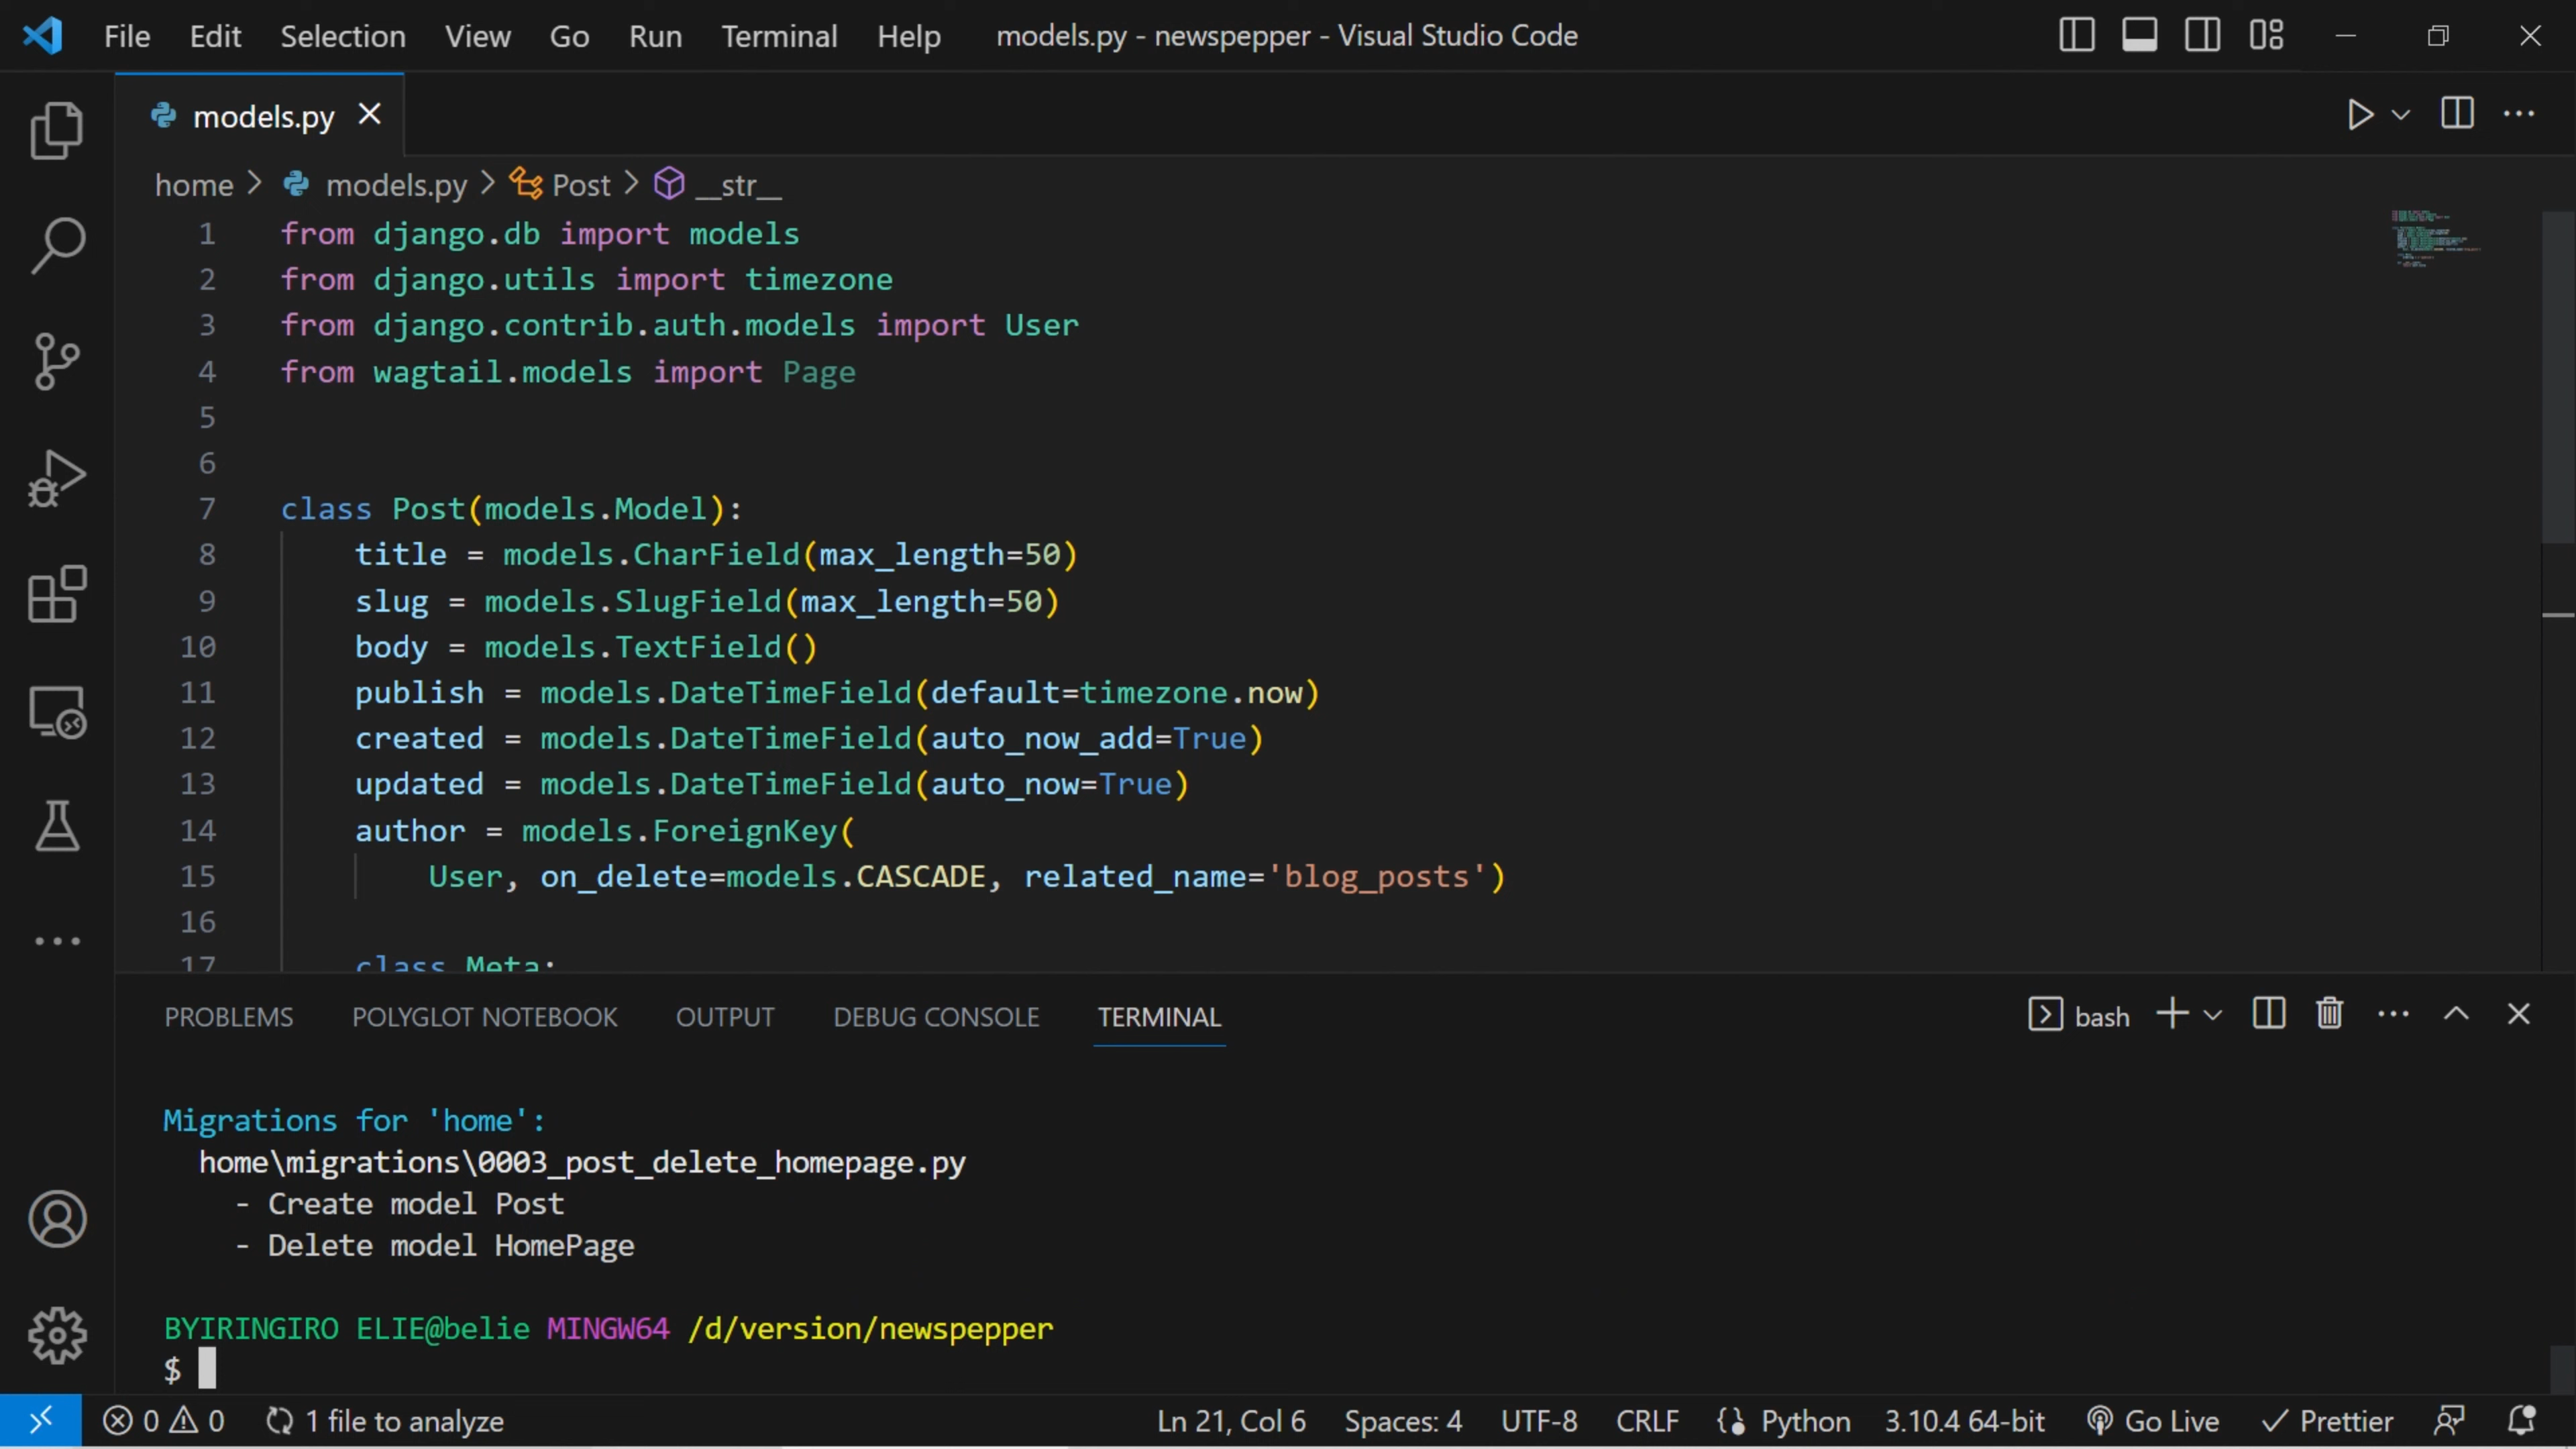 File Edit Selection View Go Run Terminal Help models.py - newspepper - Visual Studio Code
models.py
home > models.py > Post > __str__
1 from django.db import models
2 from django.utils import timezone
3 from django.contrib.auth.models import User
4 from wagtail.models import Page
5
6
7 class Post(models.Model):
8     title = models.CharField(max_length=50)
9     slug = models.SlugField(max_length=50)
10     body = models.TextField()
11     publish = models.DateTimeField(default=timezone.now)
12     created = models.DateTimeField(auto_now_add=True)
13     updated = models.DateTimeField(auto_now=True)
14     author = models.ForeignKey(
15         User, on_delete=models.CASCADE, related_name='blog_posts')
16
17     class Meta:
PROBLEMS POLYGLOT NOTEBOOK OUTPUT DEBUG CONSOLE TERMINAL bash
Migrations for 'home':
  home\migrations\0003_post_delete_homepage.py
    - Create model Post
    - Delete model HomePage
BYIRINGIRO ELIE@belie MINGW64 /d/version/newspepper
$
0 0 1 file to analyze Ln 21, Col 6 Spaces: 4 UTF-8 CRLF Python 3.10.4 64-bit Go Live Prettier